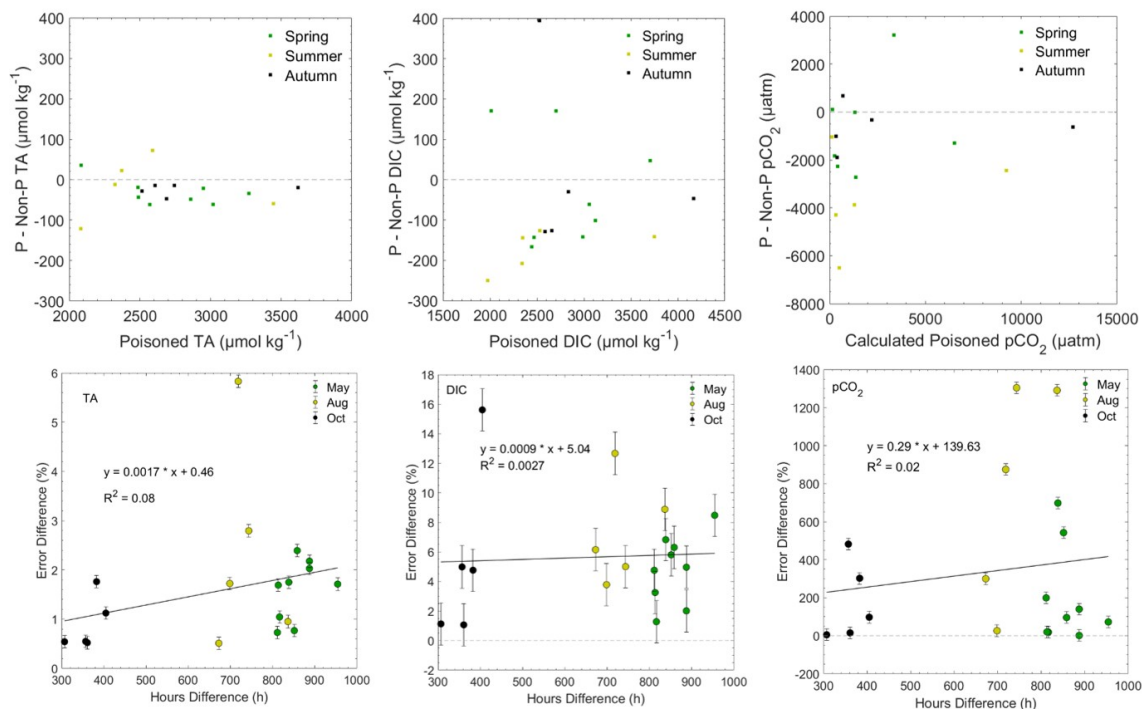 400
300
200
100
0
-100
-200
-300
2000 2500 3000 3500 4000
P - Non-P TA (μmol kg-1)
Poisoned TA (μmol kg-1)
Spring
Summer
Autumn
400
300
200
100
0
-100
-200
-300
1500 2000 2500 3000 3500 4000 4500
P - Non-P DIC (μmol kg-1)
Poisoned DIC (μmol kg-1)
Spring
Summer
Autumn
4000
2000
0
-2000
-4000
-6000
-8000
0 5000 10000 15000
P - Non-P pCO2 (μatm)
Calculated Poisoned pCO2 (μatm)
Spring
Summer
Autumn
6
5
4
3
2
1
0
300 400 500 600 700 800 900 1000
Error Difference (%)
Hours Difference (h)
TA
May
Aug
Oct
y = 0.0017 * x + 0.46
R2 = 0.08
18
16
14
12
10
8
6
4
2
0
-2
300 400 500 600 700 800 900 1000
Error Difference (%)
Hours Difference (h)
DIC
May
Aug
Oct
y = 0.0009 * x + 5.04
R2 = 0.0027
1400
1200
1000
800
600
400
200
0
-200
300 400 500 600 700 800 900 1000
Error Difference (%)
Hours Difference (h)
pCO2
May
Aug
Oct
y = 0.29 * x + 139.63
R2 = 0.02